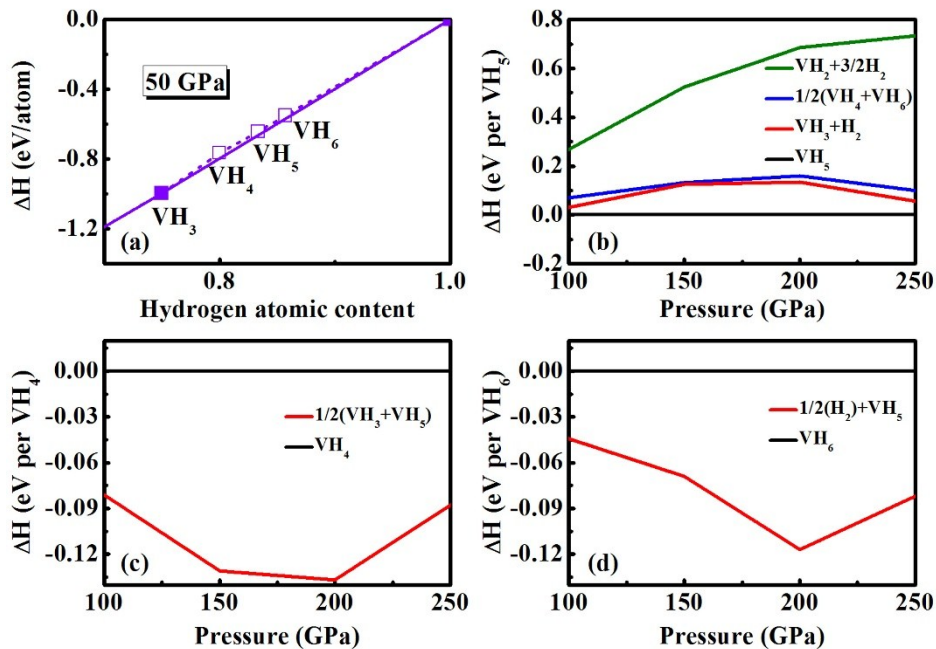 0.0
-0.4
-0.8
-1.2
ΔH (eV/atom)
50 GPa
VH₃
VH₄
VH₅
VH₆
(a)
0.8
1.0
Hydrogen atomic content
0.8
0.6
0.4
0.2
0.0
-0.2
ΔH (eV per VH₅)
VH₂+3/2H₂
1/2(VH₄+VH₆)
VH₃+H₂
VH₅
(b)
100
150
200
250
Pressure (GPa)
0.00
-0.03
-0.06
-0.09
-0.12
ΔH (eV per VH₄)
1/2(VH₃+VH₅)
VH₄
(c)
100
150
200
250
Pressure (GPa)
0.00
-0.03
-0.06
-0.09
-0.12
ΔH (eV per VH₆)
1/2(H₂)+VH₅
VH₆
(d)
100
150
200
250
Pressure (GPa)